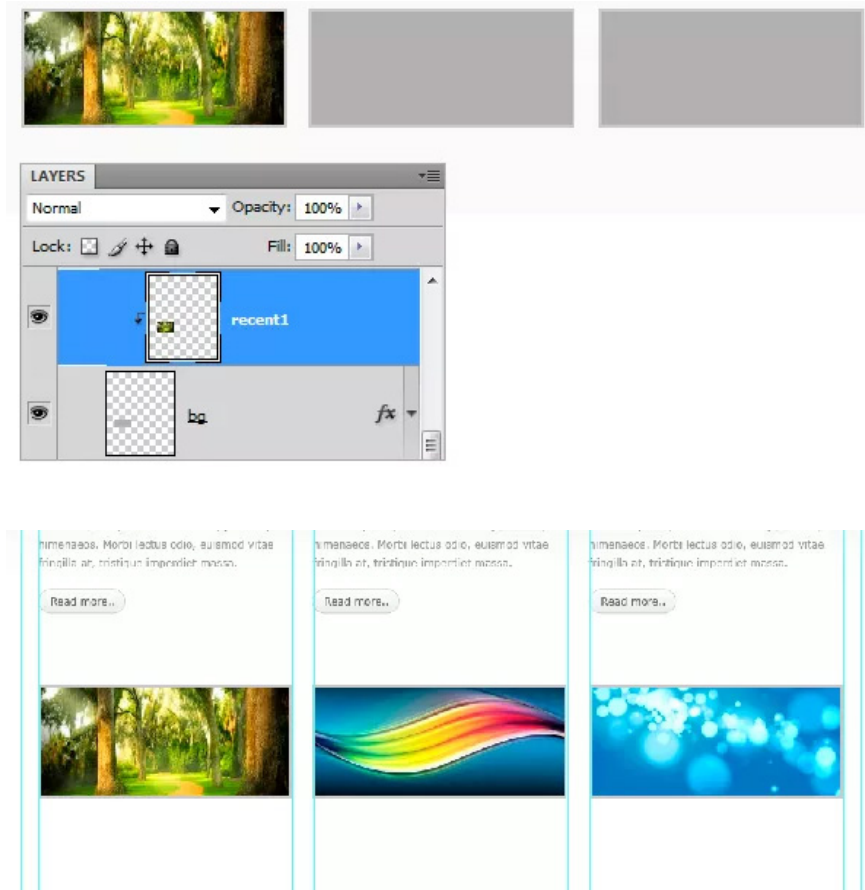 LAYERS
Normal Opacity: 100%
Lock: Fill: 100%
recent1
bg fx
himenaeos. Morbi lectus odio, euismod vitae
fringilla at, tristique imperdiet massa.
himenaeos. Morbi lectus odio, euismod vitae
fringilla at, tristique imperdiet massa.
himenaeos. Morbi lectus odio, euismod vitae
fringilla at, tristique imperdiet massa.
Read more..
Read more..
Read more..